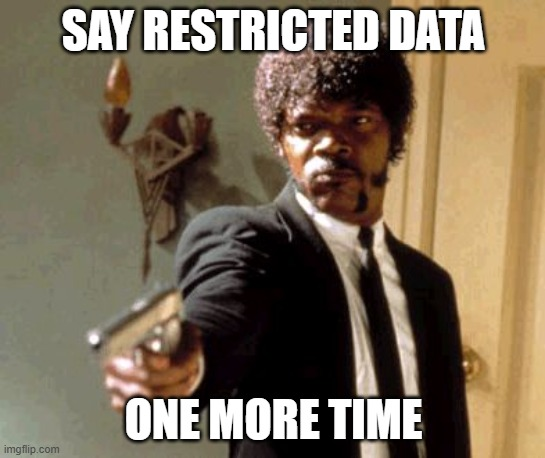 SAY RESTRICTED DATA
ONE MORE TIME
imgflip.com